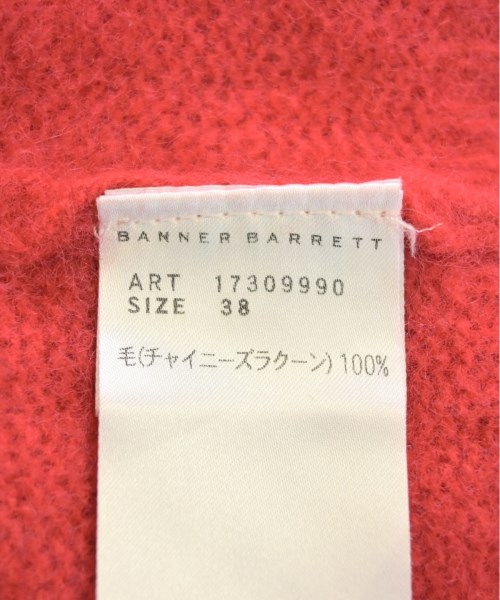 BANNER BARRETT
ART 17309990
SIZE 38
毛(チャイニーズラクーン)100%